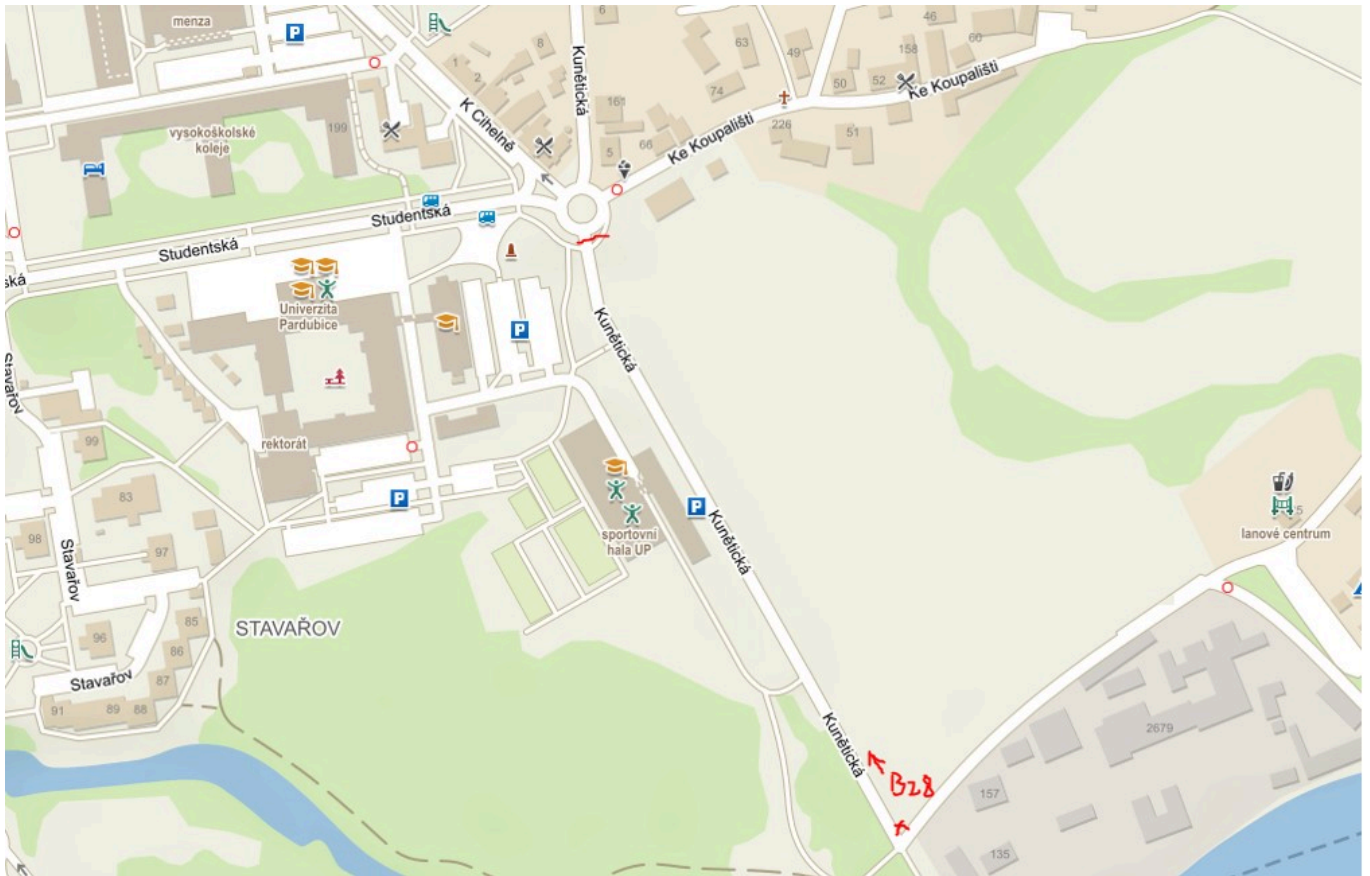 menza
6
46
63
49
60
8
1
158
2
50
52
74
Kunětická
Ke Koupališti
161
199
vysokoškolské
koleje
K Cihelně
226
51
66
5
Ke Koupališti
Studentská
Studentská
ská
Univerzita
Pardubice
Kunětická
Stavařov
99
rektorát
83
sportovní
hala UP
Kunětická
5
lanové centrum
98
97
Stavařov
85
96
STAVAŘOV
86
87
Stavařov
91
89
88
Kunětická
2679
B28
157
135
P
P
P
P